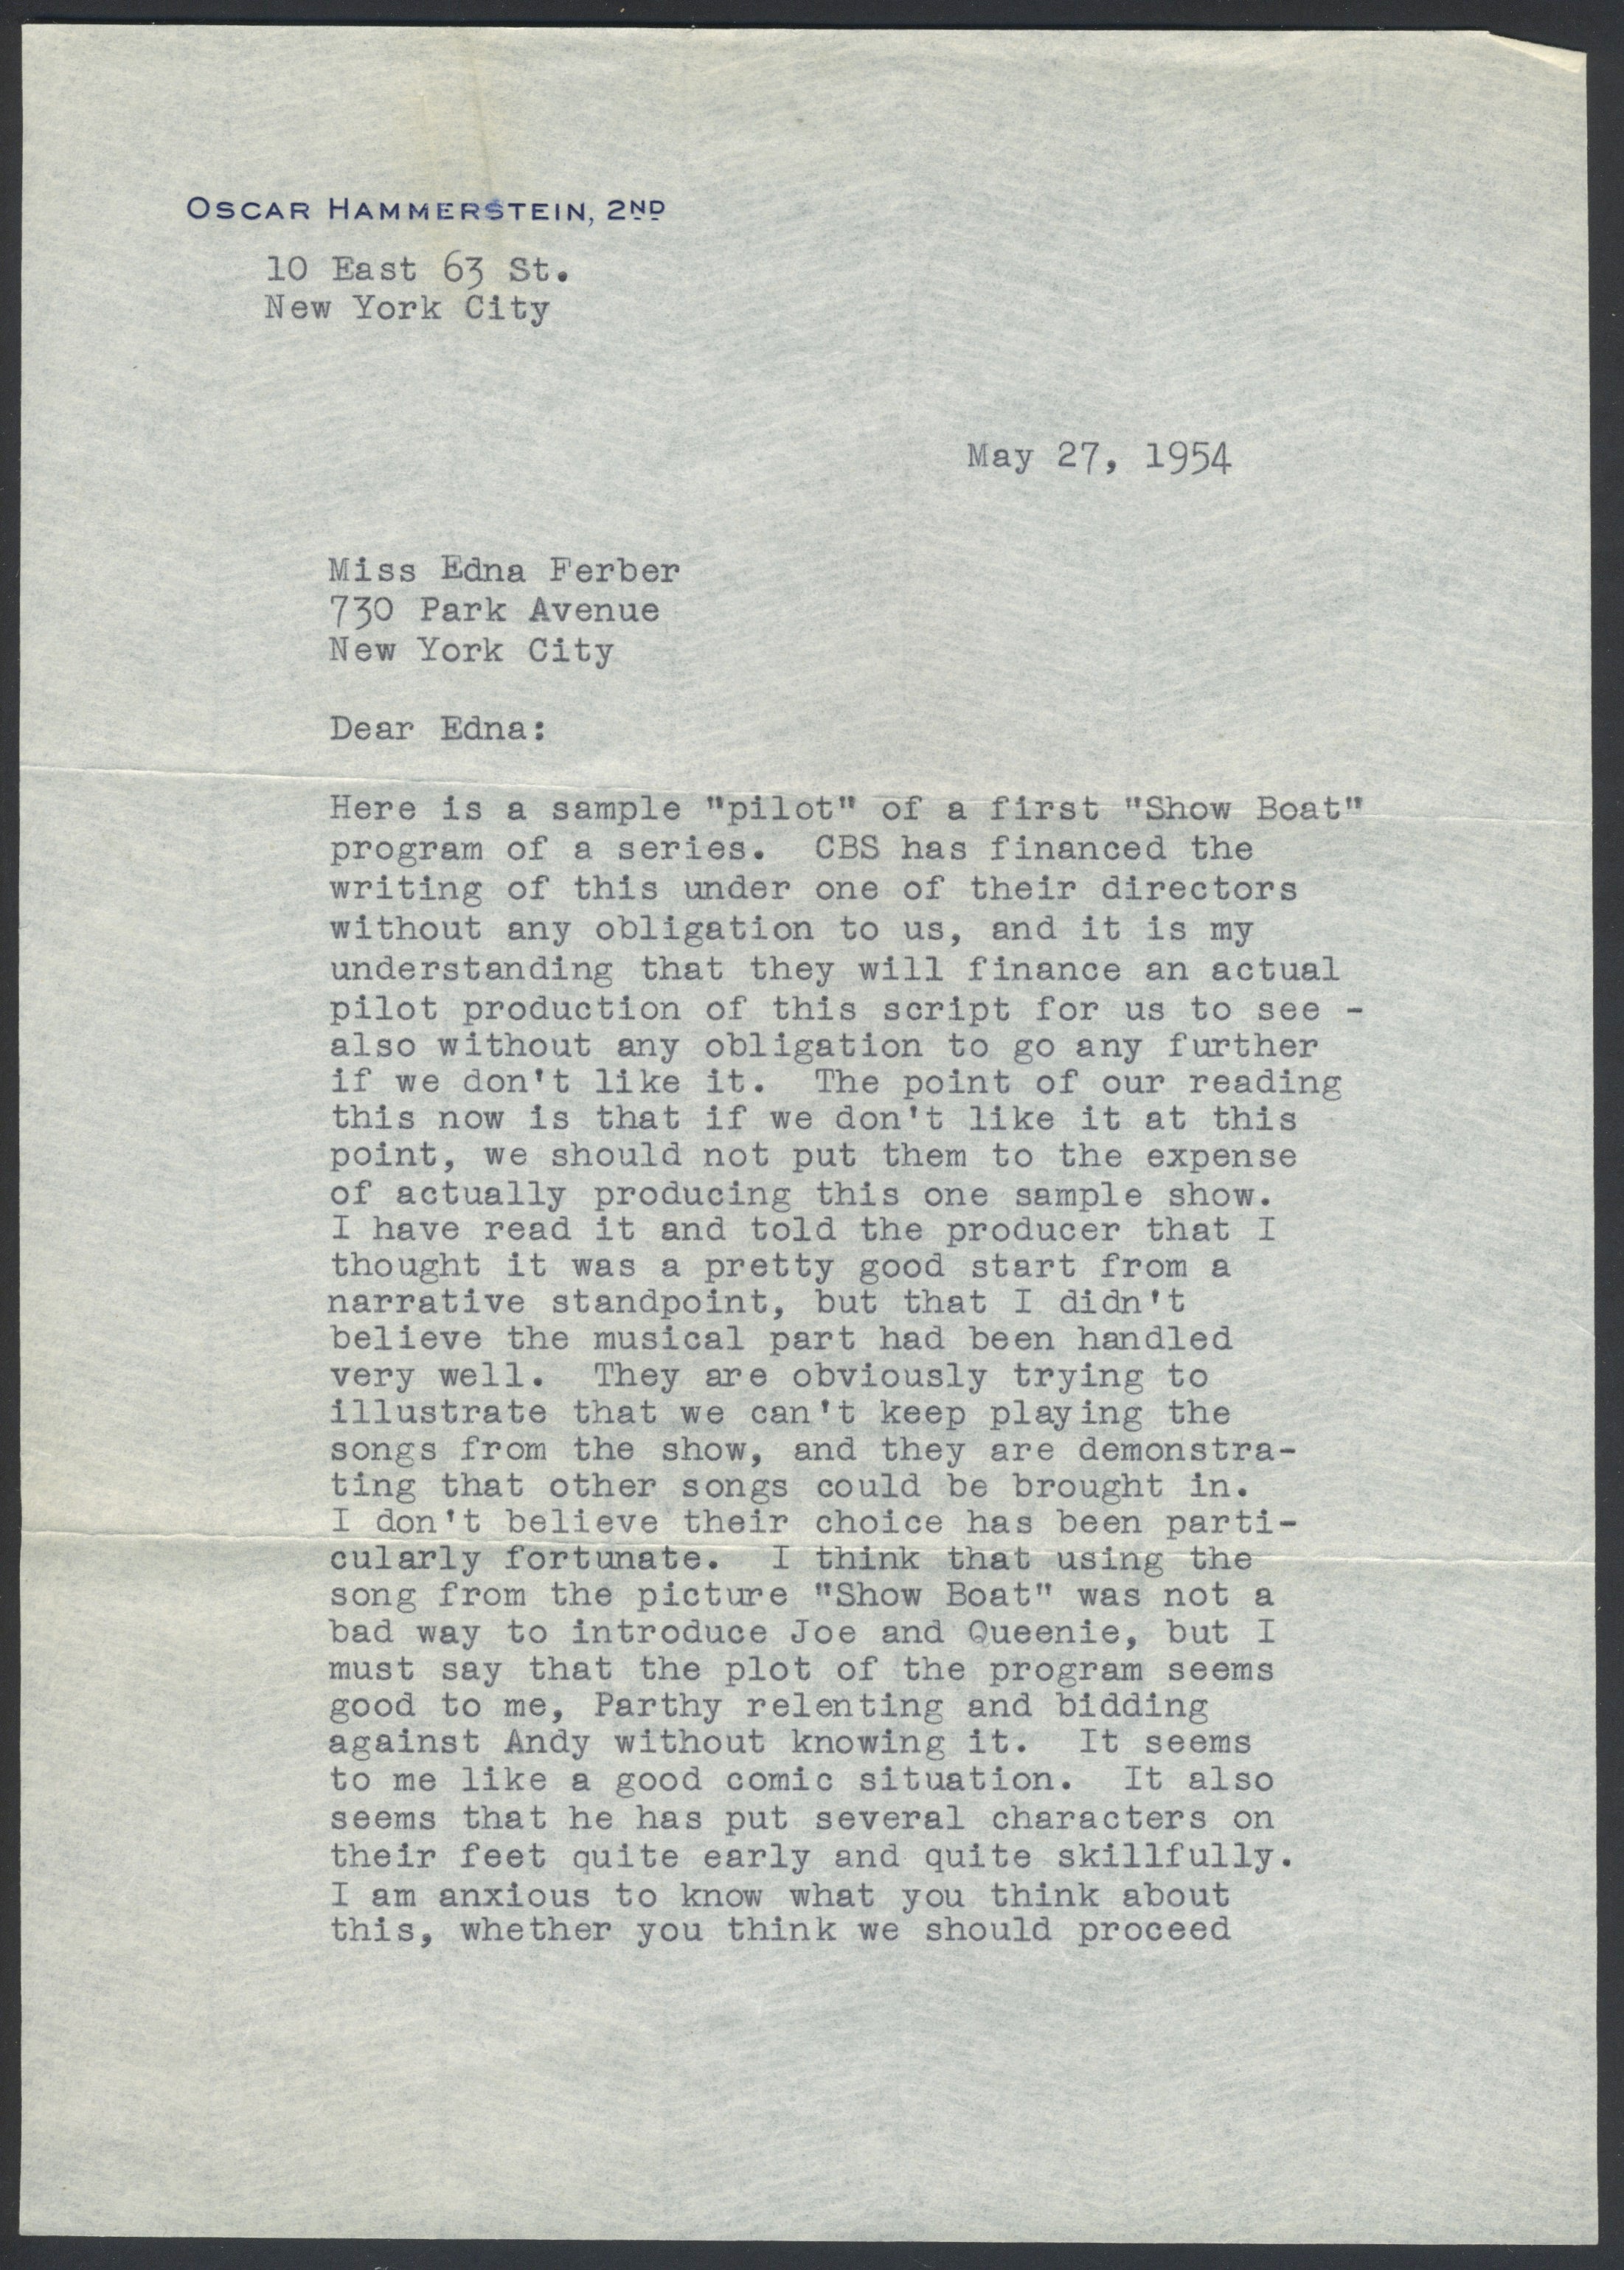 OSCAR HAMMERSTEIN, 2ND
10 East 63 St.
New York City
May 27, 1954
Miss Edna Ferber
730 Park Avenue
New York City
Dear Edna:
Here is a sample "pilot" of a first "Show Boat"
program of a series.  CBS has financed the
writing of this under one of their directors
without any obligation to us, and it is my
understanding that they will finance an actual
pilot production of this script for us to see -
also without any obligation to go any further
if we don't like it.  The point of our reading
this now is that if we don't like it at this
point, we should not put them to the expense
of actually producing this one sample show.
I have read it and told the producer that I
thought it was a pretty good start from a
narrative standpoint, but that I didn't
believe the musical part had been handled
very well.  They are obviously trying to
illustrate that we can't keep playing the
songs from the show, and they are demonstra-
ting that other songs could be brought in.
I don't believe their choice has been parti-
cularly fortunate.  I think that using the
song from the picture "Show Boat" was not a
bad way to introduce Joe and Queenie, but I
must say that the plot of the program seems
good to me, Parthy relenting and bidding
against Andy without knowing it.  It seems
to me like a good comic situation.  It also
seems that he has put several characters on
their feet quite early and quite skillfully.
I am anxious to know what you think about
this, whether you think we should proceed